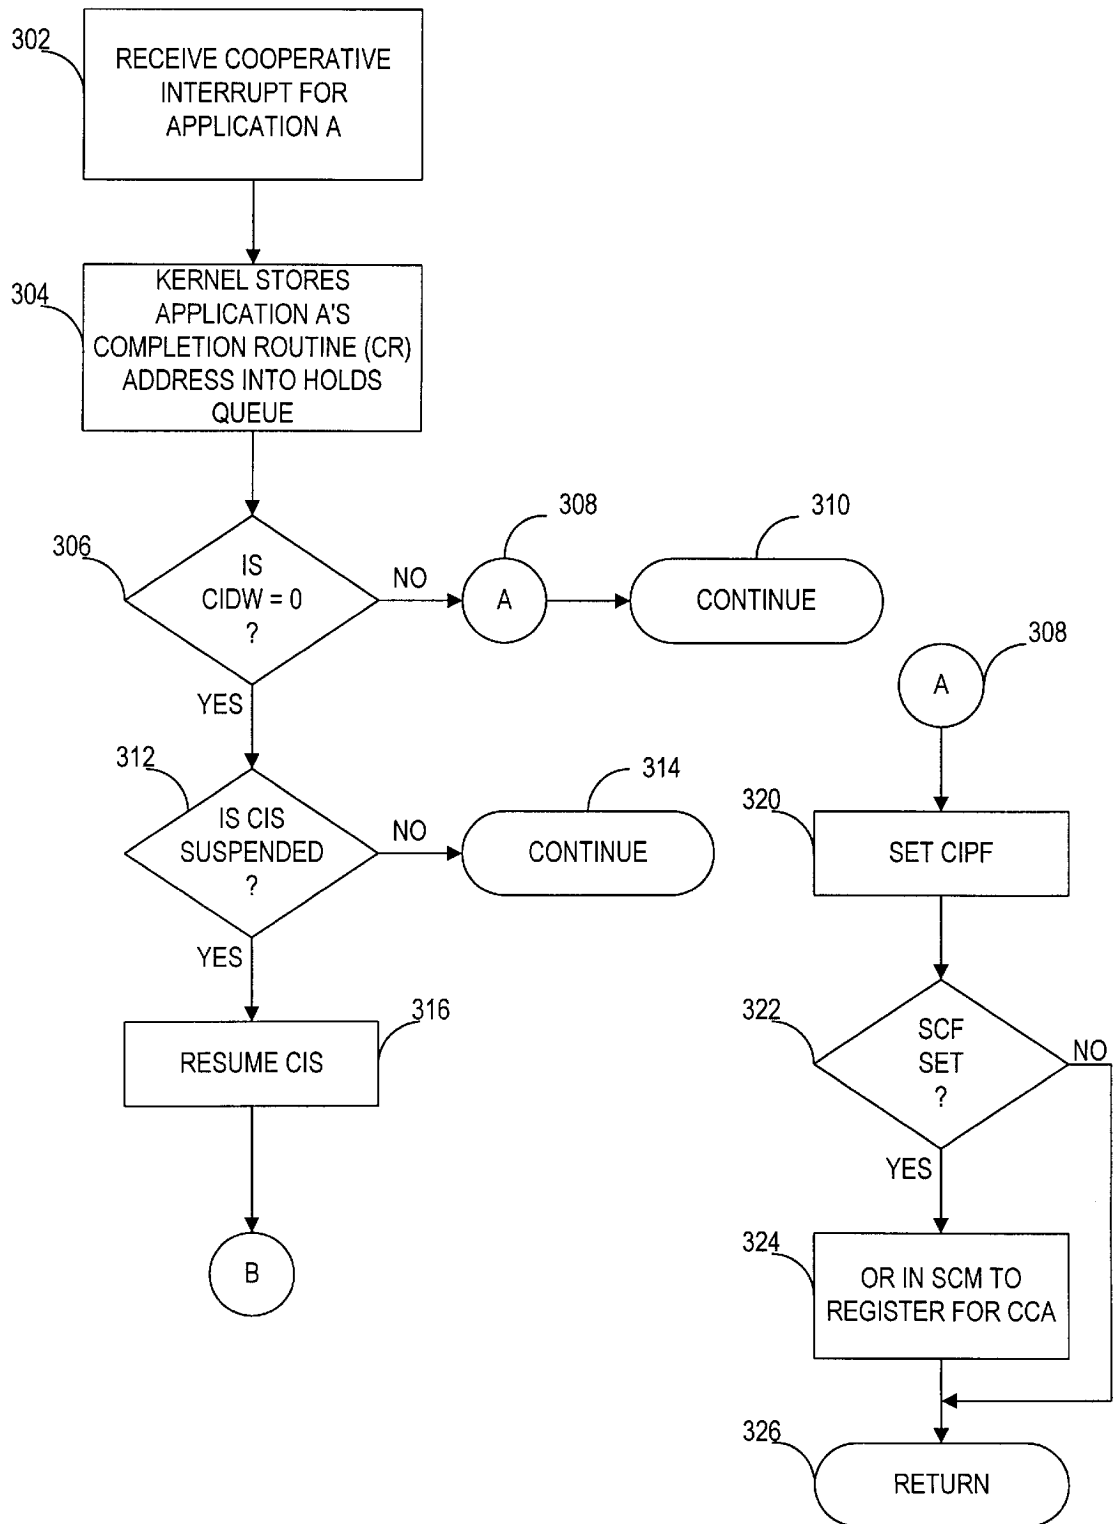 302
RECEIVE COOPERATIVE
INTERRUPT FOR
APPLICATION A
304
KERNEL STORES
APPLICATION A'S
COMPLETION ROUTINE (CR)
ADDRESS INTO HOLDS
QUEUE
306
IS
CIDW = 0
?
NO
YES
308
A
310
CONTINUE
312
IS CIS
SUSPENDED
?
NO
YES
314
CONTINUE
316
RESUME CIS
B
308
A
320
SET CIPF
322
SCF
SET
?
NO
YES
324
OR IN SCM TO
REGISTER FOR CCA
326
RETURN